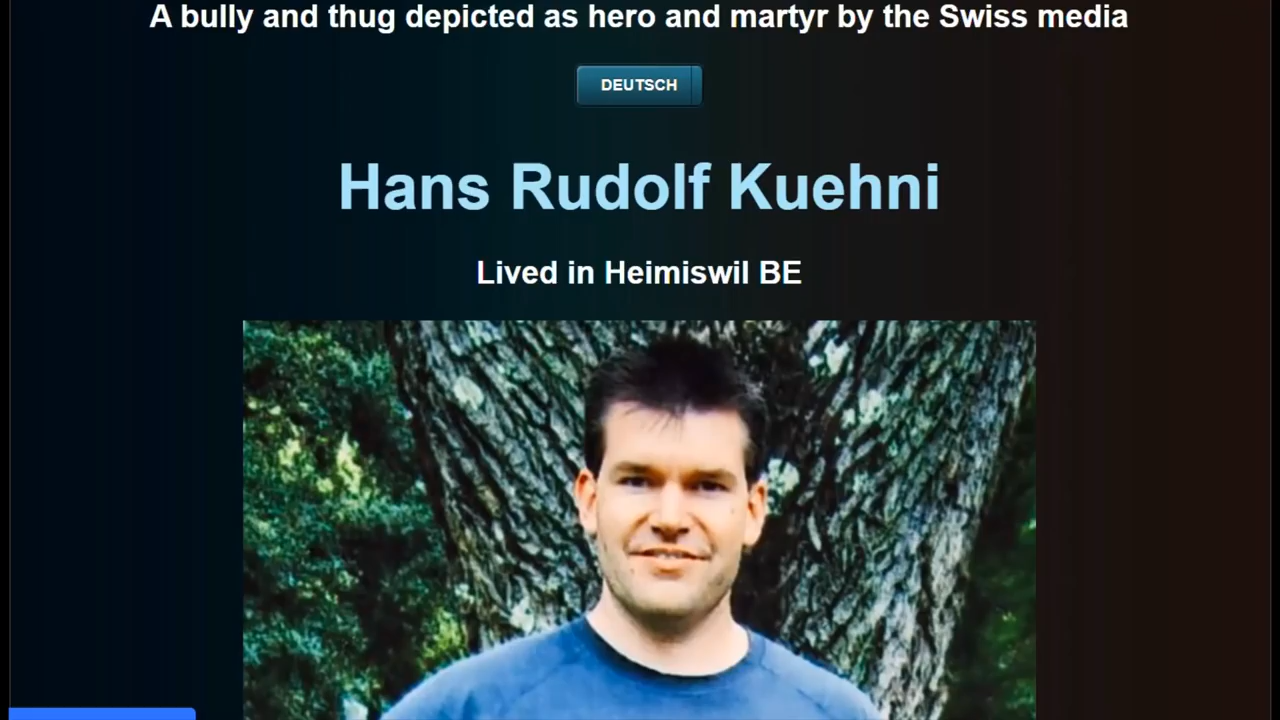 A bully and thug depicted as hero and martyr by the Swiss media
DEUTSCH
Hans Rudolf Kuehni
Lived in Heimiswil BE